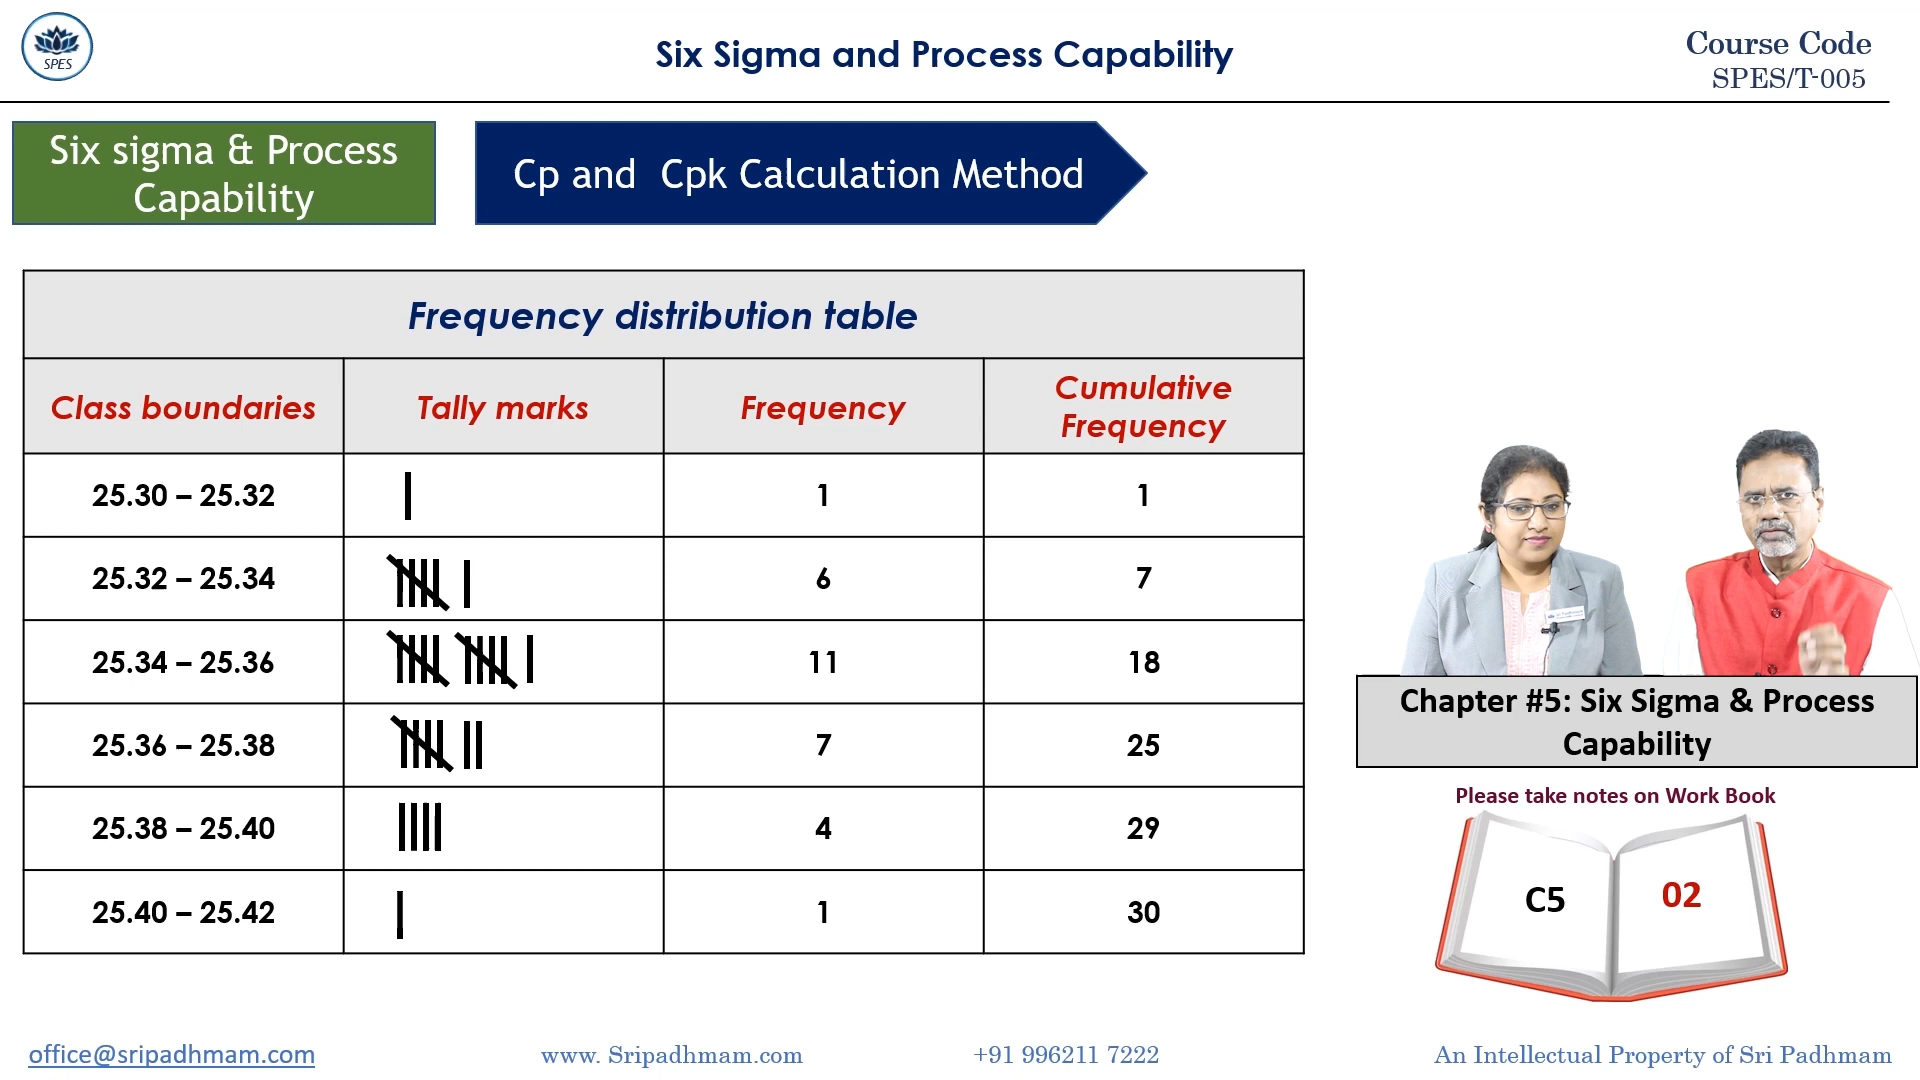 SPES
Six Sigma and Process Capability
Course Code
SPES/T-005
Six sigma & Process
Capability
Cp and Cpk Calculation Method
Frequency distribution table
Class boundaries Tally marks Frequency Cumulative Frequency
25.30 – 25.32 1 1
25.32 – 25.34 6 7
25.34 – 25.36 11 18
25.36 – 25.38 7 25
25.38 – 25.40 4 29
25.40 – 25.42 1 30
Chapter #5: Six Sigma & Process
Capability
Please take notes on Work Book
C5 02
office@sripadhmam.com www. Sripadhmam.com +91 996211 7222 An Intellectual Property of Sri Padhmam